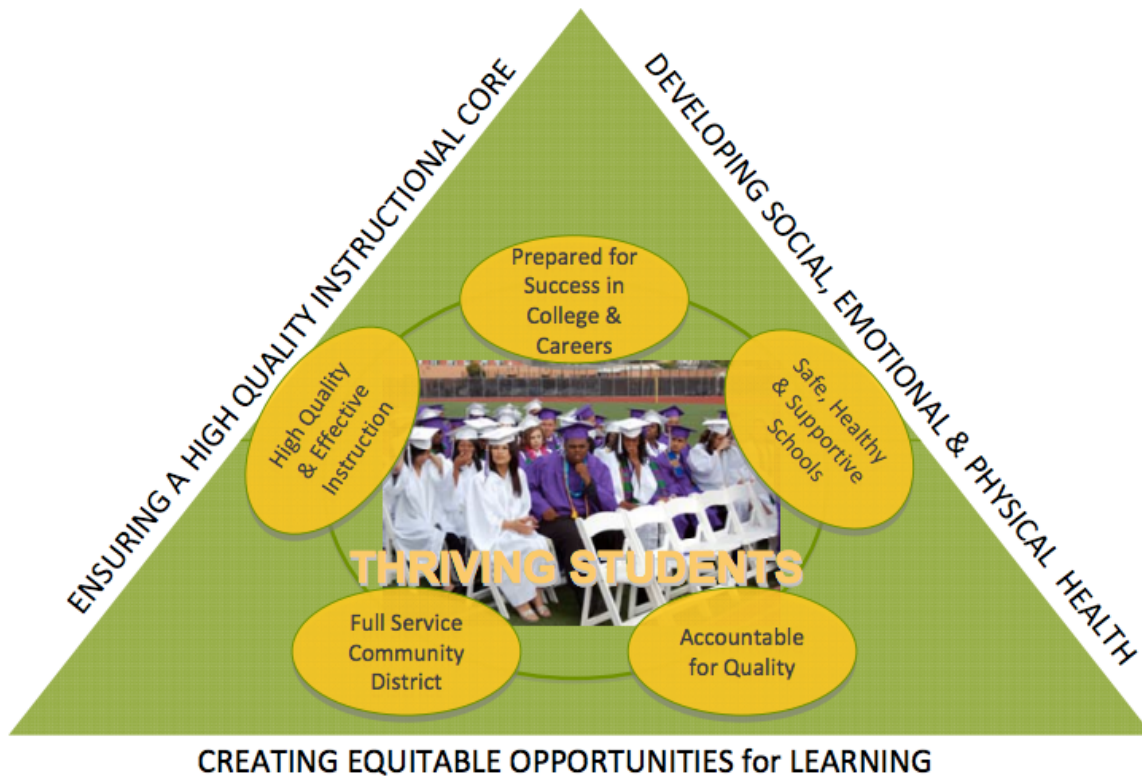 ENSURING A HIGH QUALITY INSTRUCTIONAL CORE
DEVELOPING SOCIAL, EMOTIONAL & PHYSICAL HEALTH
Prepared for
Success in
College &
Careers
High Quality
& Effective
Instruction
Safe, Healthy
& Supportive
Schools
THRIVING STUDENTS
Full Service
Community
District
Accountable
for Quality
CREATING EQUITABLE OPPORTUNITIES for LEARNING